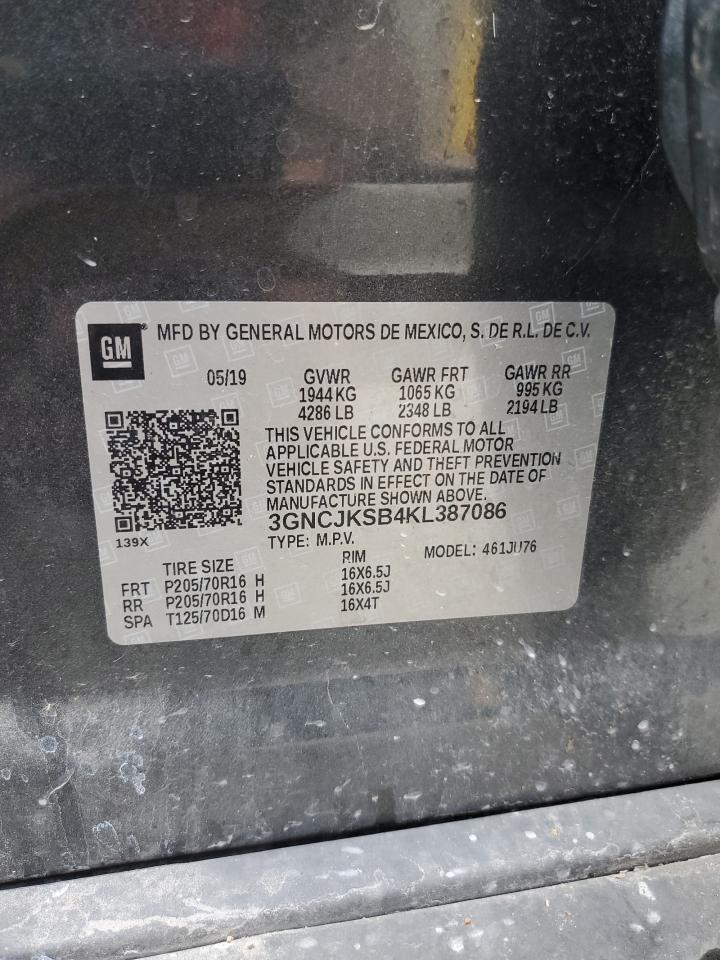 GM
MFD BY GENERAL MOTORS DE MEXICO, S. DE R.L. DE C.V.
05/19 GVWR GAWR FRT GAWR RR
1944 KG 1065 KG 995 KG
4286 LB 2348 LB 2194 LB
THIS VEHICLE CONFORMS TO ALL
APPLICABLE U.S. FEDERAL MOTOR
VEHICLE SAFETY AND THEFT PREVENTION
STANDARDS IN EFFECT ON THE DATE OF
MANUFACTURE SHOWN ABOVE.
3GNCJKSB4KL387086
139X
TYPE: M.P.V. MODEL: 461JU76
TIRE SIZE RIM
FRT P205/70R16 H 16X6.5J
RR P205/70R16 H 16X6.5J
SPA T125/70D16 M 16X4T